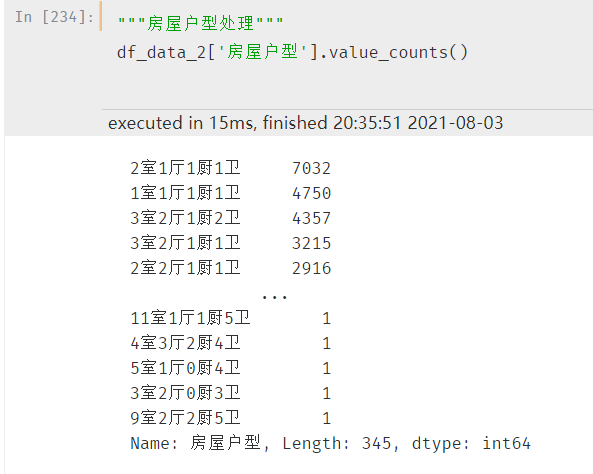 In [234]:
"""房屋户型处理"""
df_data_2['房屋户型'].value_counts()
executed in 15ms, finished 20:35:51 2021-08-03
2室1厅1厨1卫 7032
1室1厅1厨1卫 4750
3室2厅1厨2卫 4357
3室2厅1厨1卫 3215
2室2厅1厨1卫 2916
...
11室1厅1厨5卫 1
4室3厅2厨4卫 1
5室1厅0厨4卫 1
3室2厅0厨3卫 1
9室2厅2厨5卫 1
Name: 房屋户型, Length: 345, dtype: int64